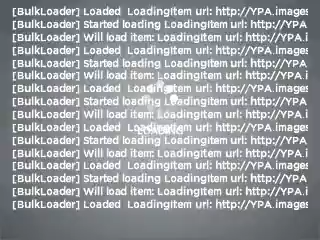 [BulkLoader] Loaded  LoadingItem url: http://YPA.images
[BulkLoader] Started loading LoadingItem url: http://YPA
[BulkLoader] Will load item: LoadingItem url: http://YPA.i
[BulkLoader] Loaded  LoadingItem url: http://YPA.images
[BulkLoader] Started loading LoadingItem url: http://YPA
[BulkLoader] Will load item: LoadingItem url: http://YPA.i
[BulkLoader] Loaded  LoadingItem url: http://YPA.images
[BulkLoader] Started loading LoadingItem url: http://YPA
[BulkLoader] Will load item: LoadingItem url: http://YPA.i
[BulkLoader] Loaded  LoadingItem url: http://YPA.images
[BulkLoader] Started loading LoadingItem url: http://YPA
[BulkLoader] Will load item: LoadingItem url: http://YPA.i
[BulkLoader] Loaded  LoadingItem url: http://YPA.images
[BulkLoader] Started loading LoadingItem url: http://YPA
[BulkLoader] Will load item: LoadingItem url: http://YPA.i
[BulkLoader] Loaded  LoadingItem url: http://YPA.images